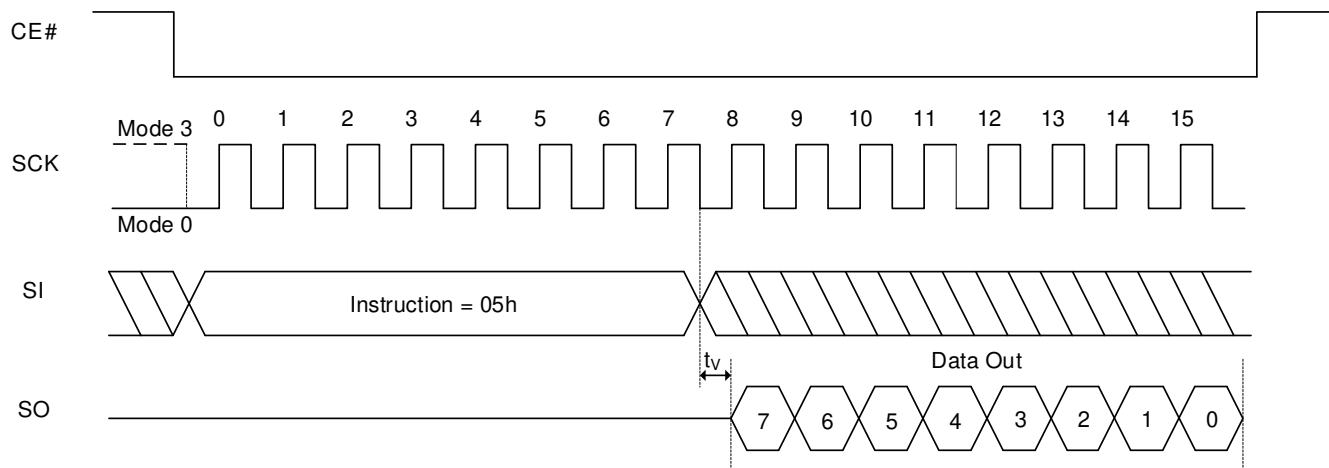 CE#
0 1 2 3 4 5 6 7 8 9 10 11 12 13 14 15
Mode 3
SCK
Mode 0
SI
Instruction = 05h
tV
Data Out
SO
7 6 5 4 3 2 1 0